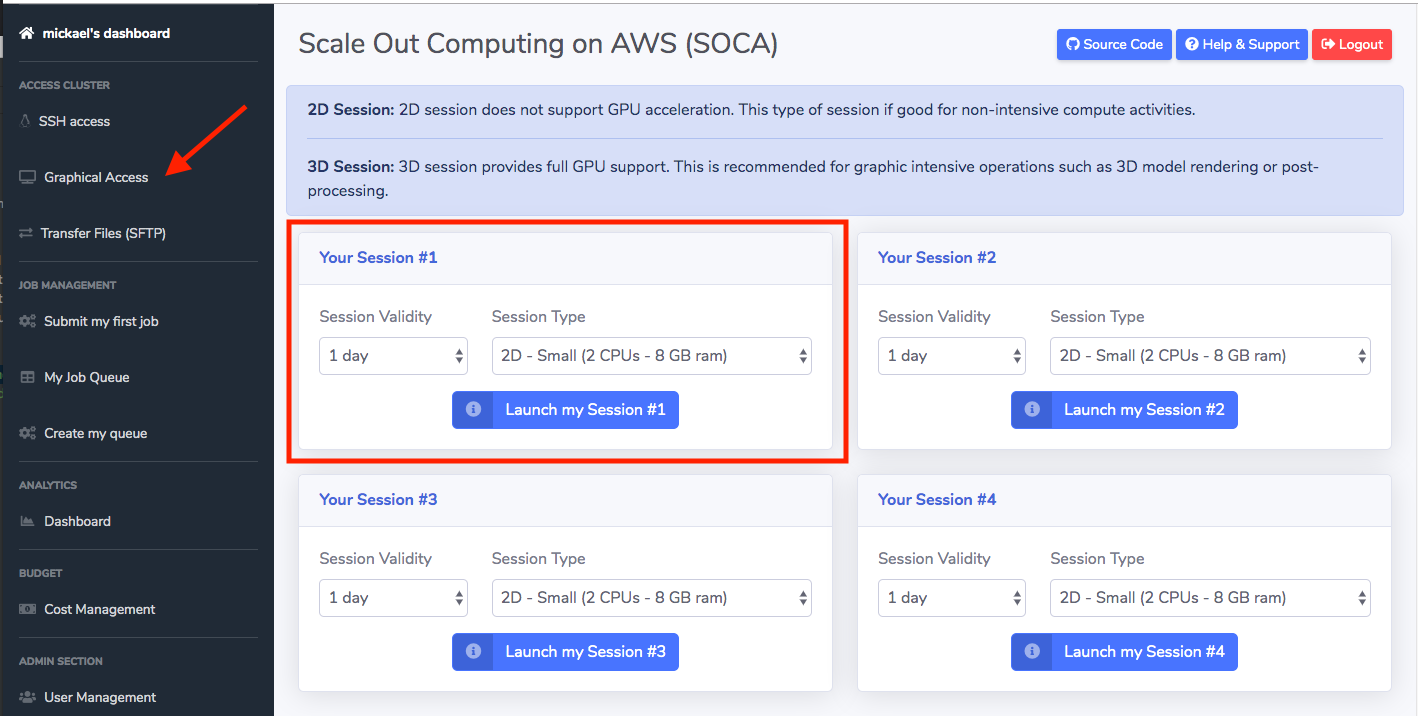 mickael's dashboard
ACCESS CLUSTER
SSH access
Graphical Access
Transfer Files (SFTP)
JOB MANAGEMENT
Submit my first job
My Job Queue
Create my queue
ANALYTICS
Dashboard
BUDGET
Cost Management
ADMIN SECTION
User Management
Scale Out Computing on AWS (SOCA)
Source Code
Help & Support
Logout
2D Session: 2D session does not support GPU acceleration. This type of session if good for non-intensive compute activities.
3D Session: 3D session provides full GPU support. This is recommended for graphic intensive operations such as 3D model rendering or post-
processing.
Your Session #1
Session Validity Session Type
1 day 2D - Small (2 CPUs - 8 GB ram)
Launch my Session #1
Your Session #2
Session Validity Session Type
1 day 2D - Small (2 CPUs - 8 GB ram)
Launch my Session #2
Your Session #3
Session Validity Session Type
1 day 2D - Small (2 CPUs - 8 GB ram)
Launch my Session #3
Your Session #4
Session Validity Session Type
1 day 2D - Small (2 CPUs - 8 GB ram)
Launch my Session #4